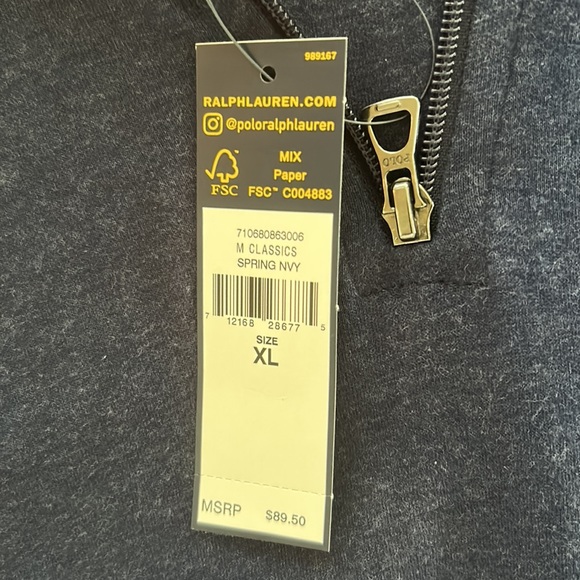 989167
RALPHLAUREN.COM
@poloralphlauren
FSC
MIX
Paper
FSC™ C004883
710680863006
M CLASSICS
SPRING NVY
7 12168 28677 5
SIZE
XL
MSRP $89.50
POLO